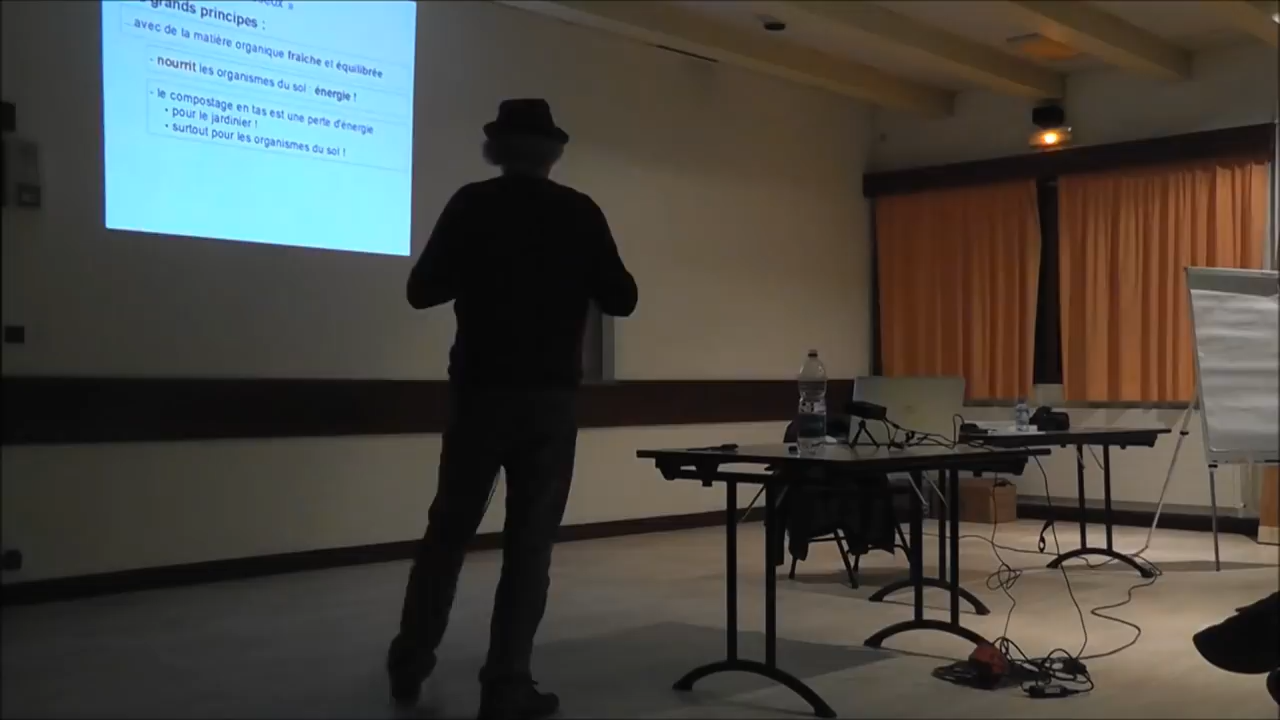 grands principes :
avec de la matière organique fraîche et équilibrée
- nourrit les organismes du sol : énergie !
- le compostage en tas est une perte d'énergie
• pour le jardinier !
• surtout pour les organismes du sol !